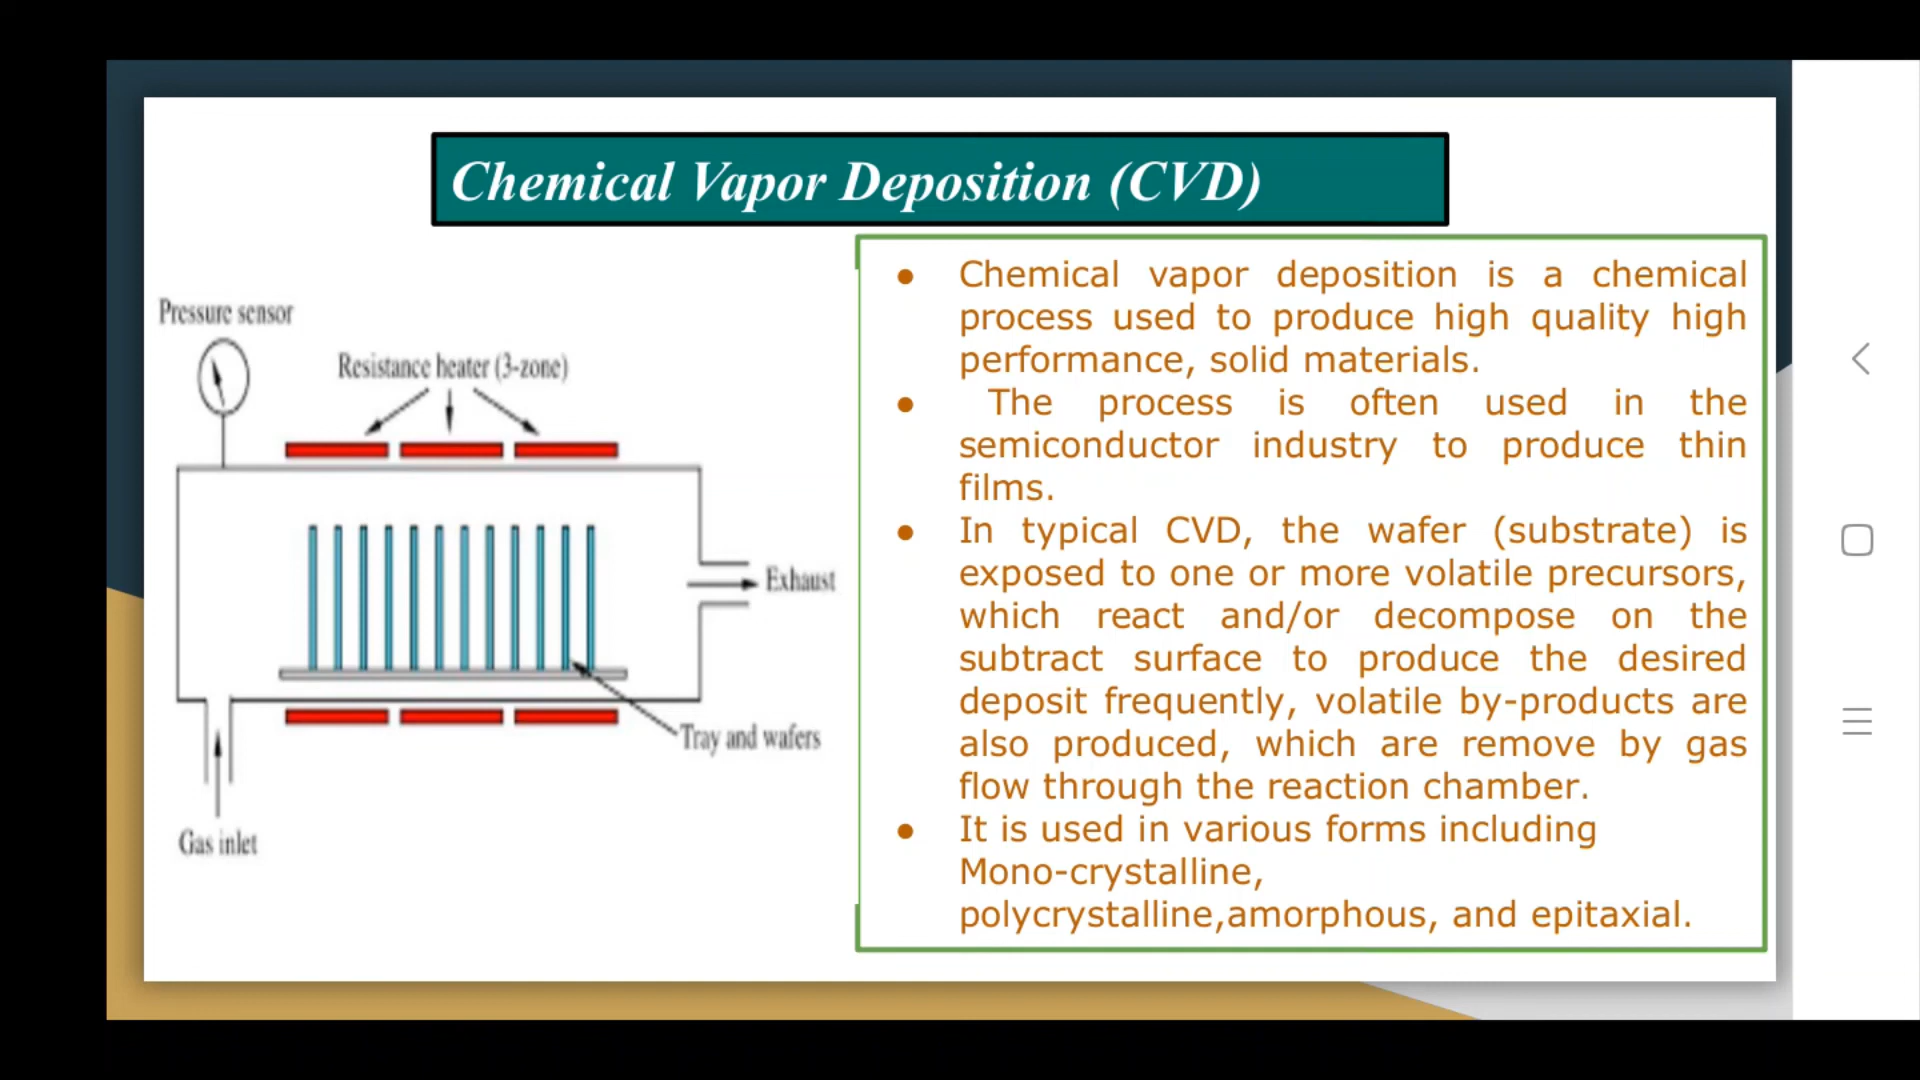 Chemical Vapor Deposition (CVD)
Pressure sensor
Resistance heater (3-zone)
Exhaust
Tray and wafers
Gas inlet
● Chemical vapor deposition is a chemical
process used to produce high quality high
performance, solid materials.
● The process is often used in the
semiconductor industry to produce thin
films.
● In typical CVD, the wafer (substrate) is
exposed to one or more volatile precursors,
which react and/or decompose on the
subtract surface to produce the desired
deposit frequently, volatile by-products are
also produced, which are remove by gas
flow through the reaction chamber.
● It is used in various forms including
Mono-crystalline,
polycrystalline,amorphous, and epitaxial.